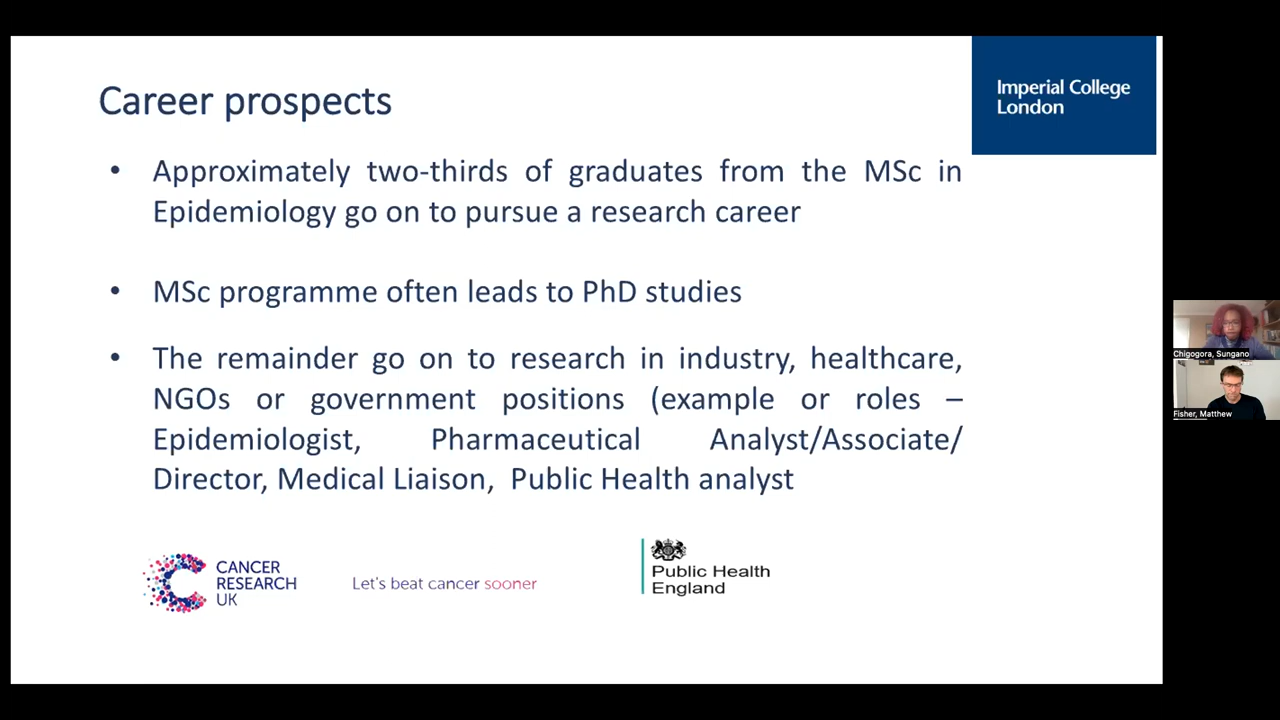 Career prospects
Imperial College
London
• Approximately two-thirds of graduates from the MSc in
Epidemiology go on to pursue a research career
• MSc programme often leads to PhD studies
• The remainder go on to research in industry, healthcare,
NGOs or government positions (example or roles –
Epidemiologist, Pharmaceutical Analyst/Associate/
Director, Medical Liaison, Public Health analyst
CANCER
RESEARCH
UK
Let's beat cancer sooner
Public Health
England
Chigogora, Sungano
Fisher, Matthew